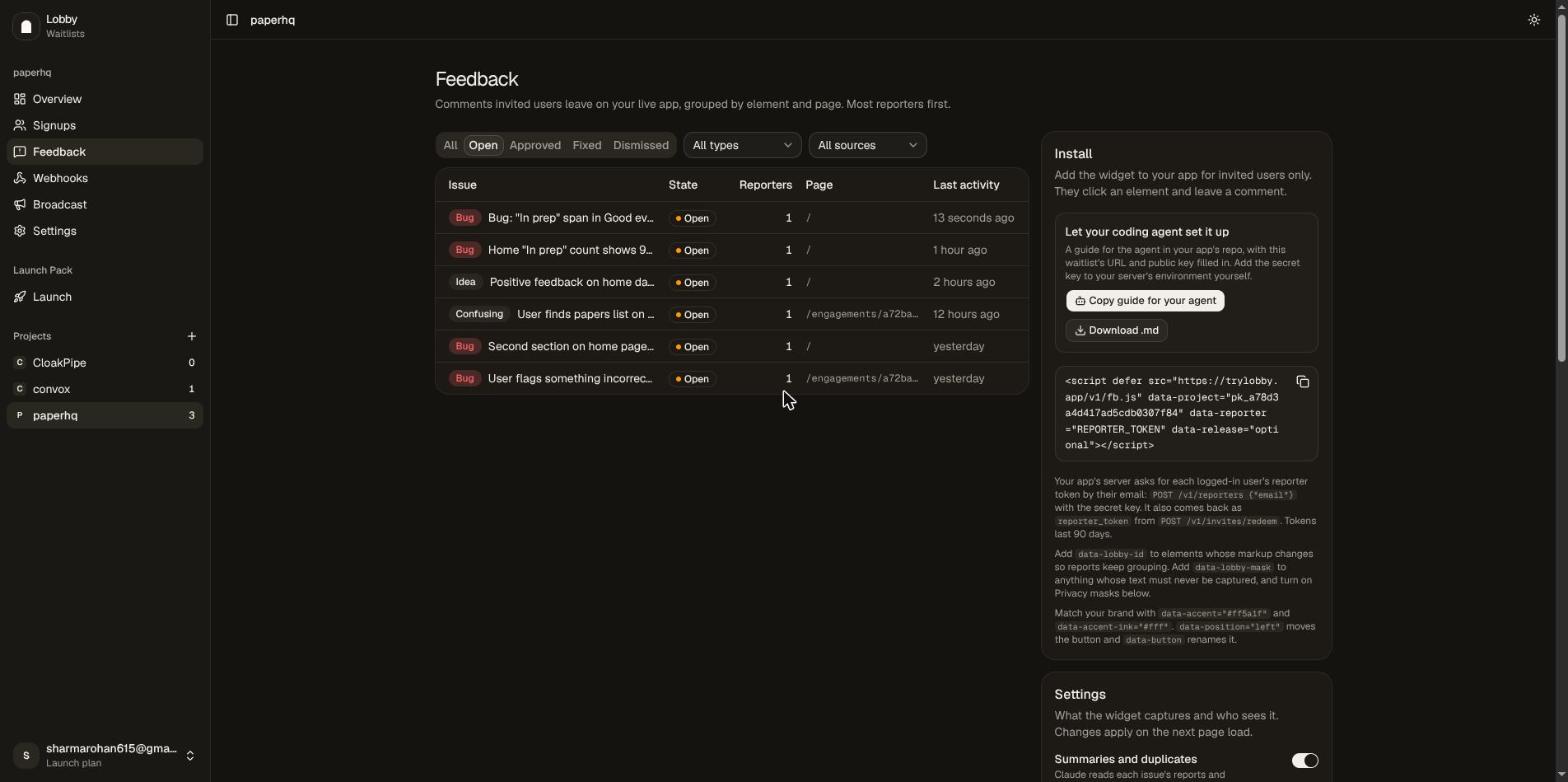 Lobby
Waitlists
paperhq
Overview
Signups
Feedback
Webhooks
Broadcast
Settings
Launch Pack
Launch
Projects +
C CloakPipe 0
C convox 1
P paperhq 3
S sharmarohan615@gma...
Launch plan
paperhq
Feedback
Comments invited users leave on your live app, grouped by element and page. Most reporters first.
All Open Approved Fixed Dismissed All types All sources
Issue State Reporters Page Last activity
Bug Bug: "In prep" span in Good ev... Open 1 / 13 seconds ago
Bug Home "In prep" count shows 9... Open 1 / 1 hour ago
Idea Positive feedback on home da... Open 1 / 2 hours ago
Confusing User finds papers list on ... Open 1 /engagements/a72ba... 12 hours ago
Bug Second section on home page... Open 1 / yesterday
Bug User flags something incorrec... Open 1 /engagements/a72ba... yesterday
Install
Add the widget to your app for invited users only.
They click an element and leave a comment.
Let your coding agent set it up
A guide for the agent in your app's repo, with this
waitlist's URL and public key filled in. Add the secret
key to your server's environment yourself.
Copy guide for your agent
Download .md
<script defer src="https://trylobby.
app/v1/fb.js" data-project="pk_a78d3
a4d417ad5cdb0307f84" data-reporter
="REPORTER_TOKEN" data-release="opti
onal"></script>
Your app's server asks for each logged-in user's reporter
token by their email: POST /v1/reporters {"email"}
with the secret key. It also comes back as
reporter_token from POST /v1/invites/redeem. Tokens
last 90 days.
Add data-lobby-id to elements whose markup changes
so reports keep grouping. Add data-lobby-mask to
anything whose text must never be captured, and turn on
Privacy masks below.
Match your brand with data-accent="#ff5a1f" and
data-accent-ink="#fff". data-position="left" moves
the button and data-button renames it.
Settings
What the widget captures and who sees it.
Changes apply on the next page load.
Summaries and duplicates
Claude reads each issue's reports and